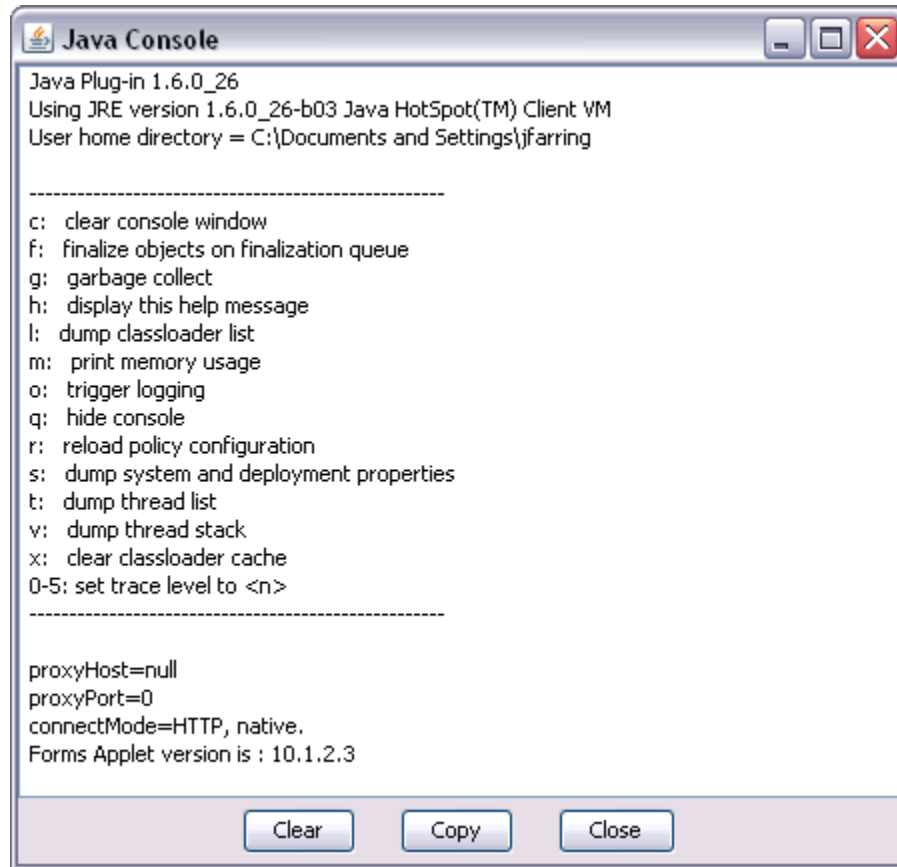 Java Console
Java Plug-in 1.6.0_26
Using JRE version 1.6.0_26-b03 Java HotSpot(TM) Client VM
User home directory = C:\Documents and Settings\jfarring
----------------------------------------------------
c: clear console window
f: finalize objects on finalization queue
g: garbage collect
h: display this help message
l: dump classloader list
m: print memory usage
o: trigger logging
q: hide console
r: reload policy configuration
s: dump system and deployment properties
t: dump thread list
v: dump thread stack
x: clear classloader cache
0-5: set trace level to <n>
----------------------------------------------------
proxyHost=null
proxyPort=0
connectMode=HTTP, native.
Forms Applet version is : 10.1.2.3
Clear Copy Close